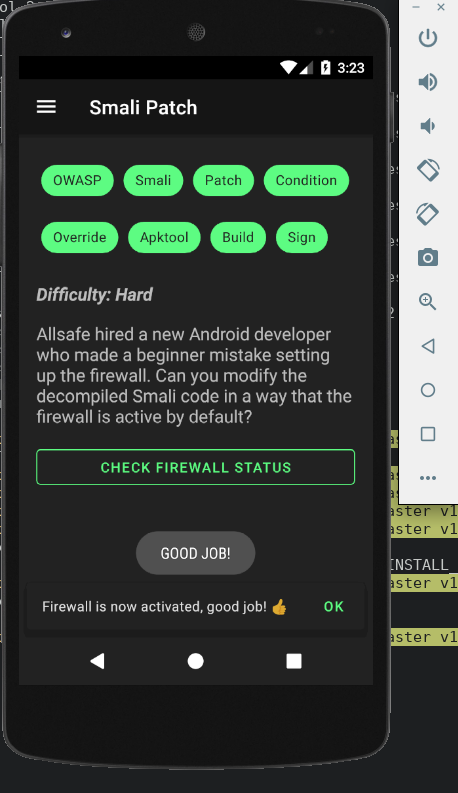 3:23
Smali Patch
OWASP
Smali
Patch
Condition
Override
Apktool
Build
Sign
Difficulty: Hard
Allsafe hired a new Android developer
who made a beginner mistake setting
up the firewall. Can you modify the
decompiled Smali code in a way that the
firewall is active by default?
CHECK FIREWALL STATUS
GOOD JOB!
Firewall is now activated, good job! 👍
OK
aster v1
aster v1
INSTALL_
aster v1
aster v1